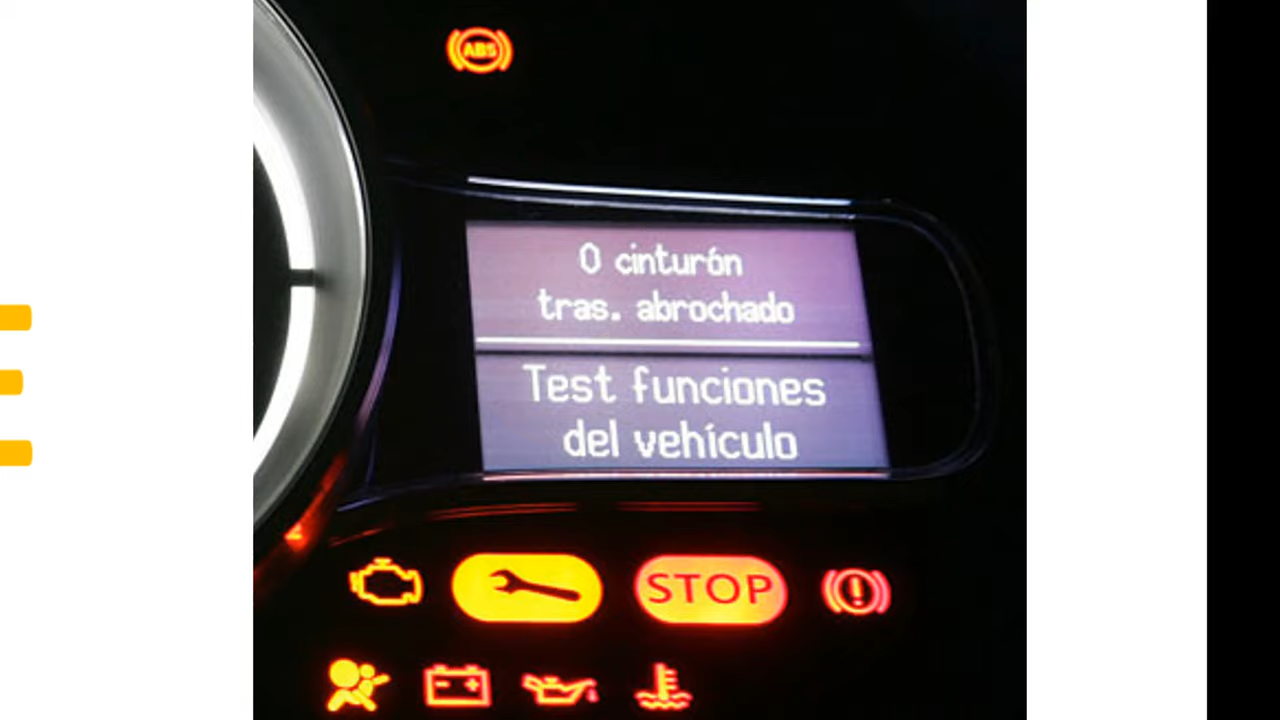 ABS
0 cinturón
tras. abrochado
Test funciones
del vehículo
STOP